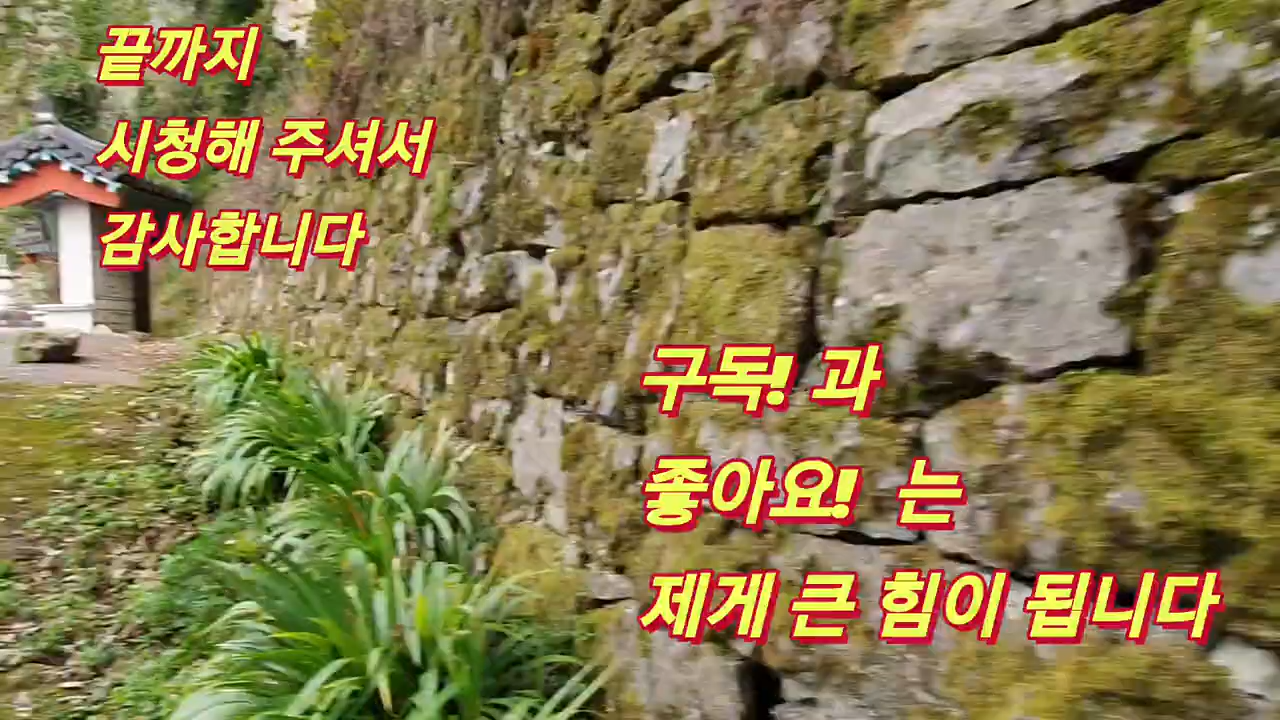 끝까지
시청해 주셔서
감사합니다
구독! 과
좋아요! 는
제게 큰 힘이 됩니다